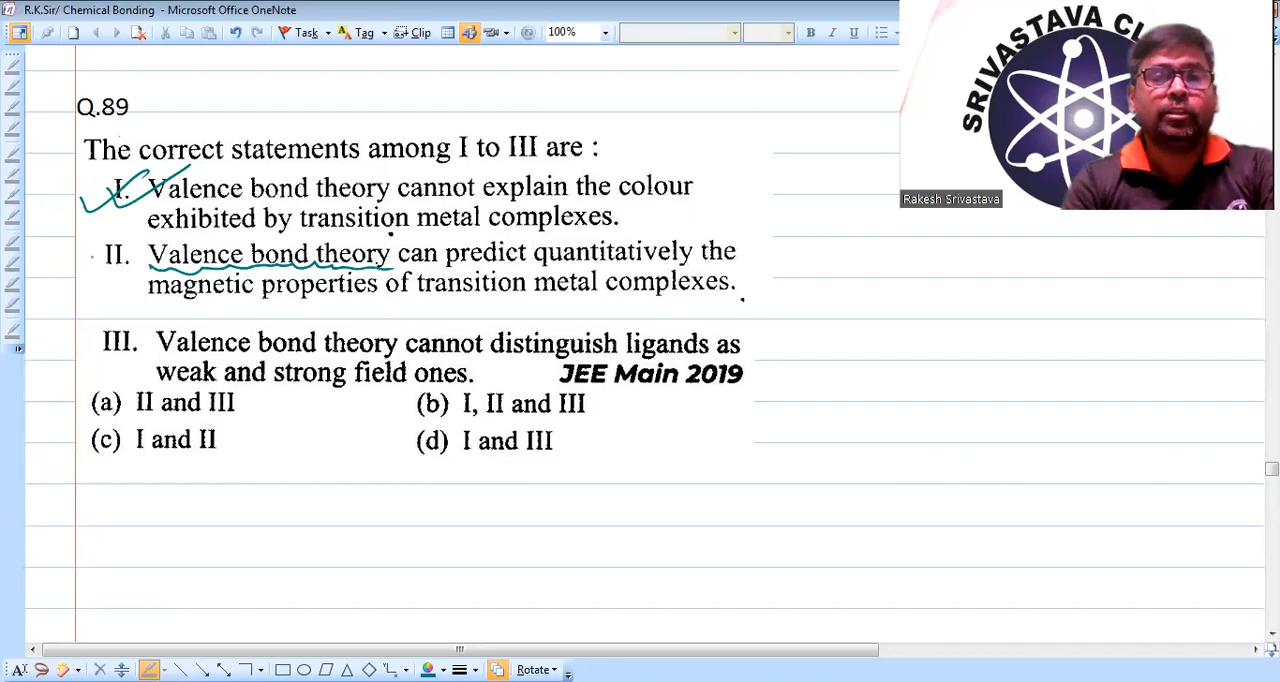 R.K.Sir/ Chemical Bonding - Microsoft Office OneNote
Task
Tag
Clip
100%
B I U
SRIVASTAVA CL
Rakesh Srivastava
Q.89
The correct statements among I to III are :
I. Valence bond theory cannot explain the colour
exhibited by transition metal complexes.
II. Valence bond theory can predict quantitatively the
magnetic properties of transition metal complexes.
III. Valence bond theory cannot distinguish ligands as
weak and strong field ones. JEE Main 2019
(a) II and III (b) I, II and III
(c) I and II (d) I and III
Rotate